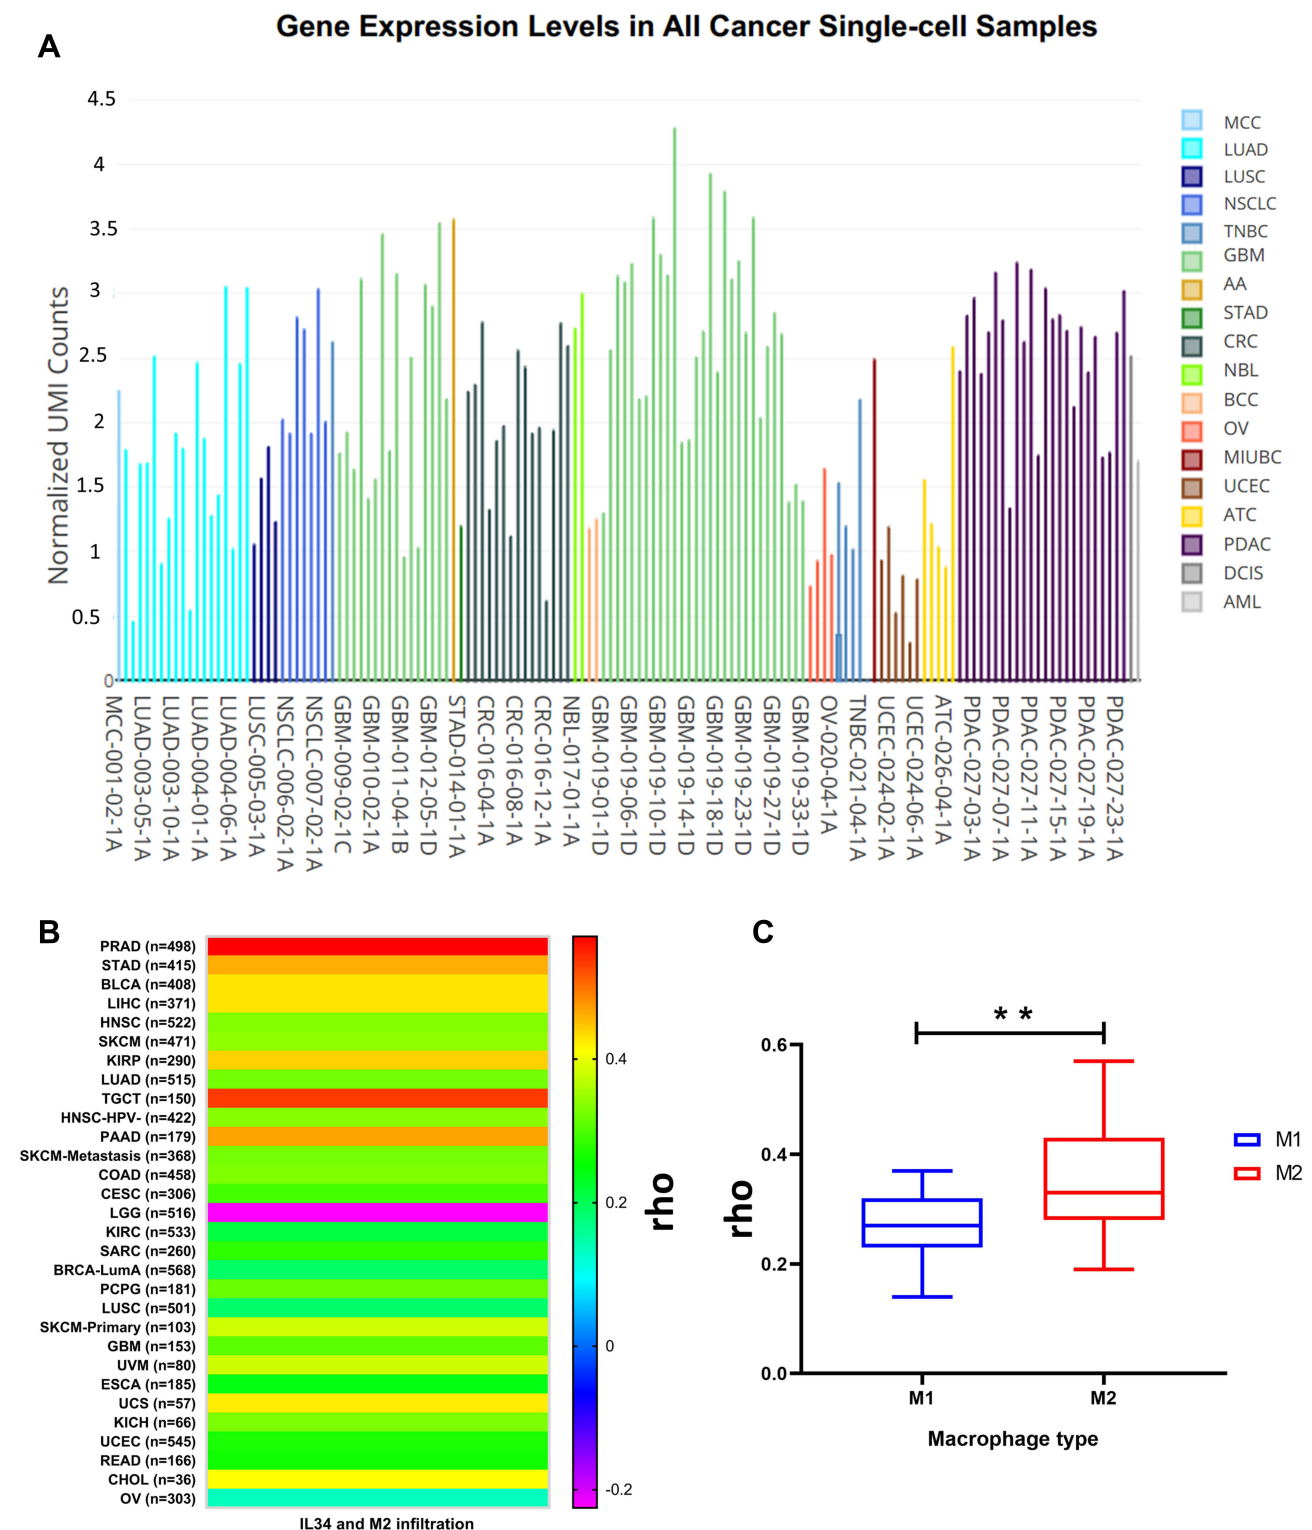 Gene Expression Levels in All Cancer Single-cell Samples
A
Normalized UMI Counts
4.5
4
3.5
3
2.5
2
1.5
1
0.5
0
MCC-001-02-1A
LUAD-003-05-1A
LUAD-003-10-1A
LUAD-004-01-1A
LUAD-004-06-1A
LUSC-005-03-1A
NSCLC-006-02-1A
NSCLC-007-02-1A
GBM-009-02-1C
GBM-010-02-1A
GBM-011-04-1B
GBM-012-05-1D
STAD-014-01-1A
CRC-016-04-1A
CRC-016-08-1A
CRC-016-12-1A
NBL-017-01-1A
GBM-019-01-1D
GBM-019-06-1D
GBM-019-10-1D
GBM-019-14-1D
GBM-019-18-1D
GBM-019-23-1D
GBM-019-27-1D
GBM-019-33-1D
OV-020-04-1A
TNBC-021-04-1A
UCEC-024-02-1A
UCEC-024-06-1A
ATC-026-04-1A
PDAC-027-03-1A
PDAC-027-07-1A
PDAC-027-11-1A
PDAC-027-15-1A
PDAC-027-19-1A
PDAC-027-23-1A
MCC
LUAD
LUSC
NSCLC
TNBC
GBM
AA
STAD
CRC
NBL
BCC
OV
MIUBC
UCEC
ATC
PDAC
DCIS
AML
B
PRAD (n=498)
STAD (n=415)
BLCA (n=408)
LIHC (n=371)
HNSC (n=522)
SKCM (n=471)
KIRP (n=290)
LUAD (n=515)
TGCT (n=150)
HNSC-HPV- (n=422)
PAAD (n=179)
SKCM-Metastasis (n=368)
COAD (n=458)
CESC (n=306)
LGG (n=516)
KIRC (n=533)
SARC (n=260)
BRCA-LumA (n=568)
PCPG (n=181)
LUSC (n=501)
SKCM-Primary (n=103)
GBM (n=153)
UVM (n=80)
ESCA (n=185)
UCS (n=57)
KICH (n=66)
UCEC (n=545)
READ (n=166)
CHOL (n=36)
OV (n=303)
IL34 and M2 infiltration
0.4
0.2
0
-0.2
rho
C
**
rho
0.6
0.4
0.2
0.0
M1
M2
Macrophage type
M1
M2